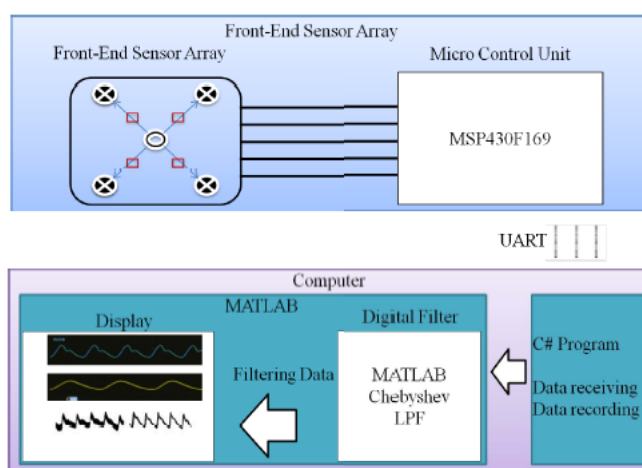 Front-End Sensor Array
Front-End Sensor Array
Micro Control Unit
MSP430F169
UART
Computer
MATLAB
Display
Digital Filter
Filtering Data
MATLAB
Chebyshev
LPF
C# Program
Data receiving
Data recording